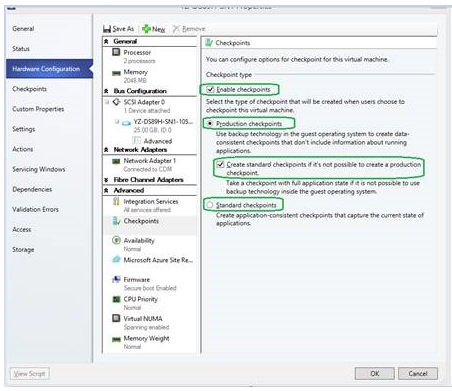 General
Status
Hardware Configuration
Checkpoints
Custom Properties
Settings
Actions
Servicing Windows
Dependencies
Validation Errors
Access
Storage
Save As New Remove
General
Processor
2 processors
Memory
2048 MB
Bus Configuration
SCSI Adapter 0
1 Device attached
YZ-DS89H-SN1-105...
25.00 GB, ID 0
Advanced
Network Adapters
Network Adapter 1
Connected to CDM
Fibre Channel Adapters
Advanced
Integration Services
All services offered
Checkpoints
Availability
Normal
Microsoft Azure Site Re...
Firmware
Secure boot Enabled
CPU Priority
Normal
Virtual NUMA
Spanning enabled
Memory Weight
Normal
Checkpoints
You can configure options for checkpoint for this virtual machine.
Checkpoint type
Enable checkpoints
Select the type of checkpoint that will be created when users choose to
checkpoint this virtual machine.
Production checkpoints
Use backup technology in the guest operating system to create data-
consistent checkpoints that don't include information about running
applications.
Create standard checkpoints if it's not possible to create a production
checkpoint.
Take a checkpoint with full application state if it is not possible to use
backup technology inside the guest operating system.
Standard checkpoints
Create application-consistent checkpoints that capture the current state of
applications.
View Script
OK Cancel